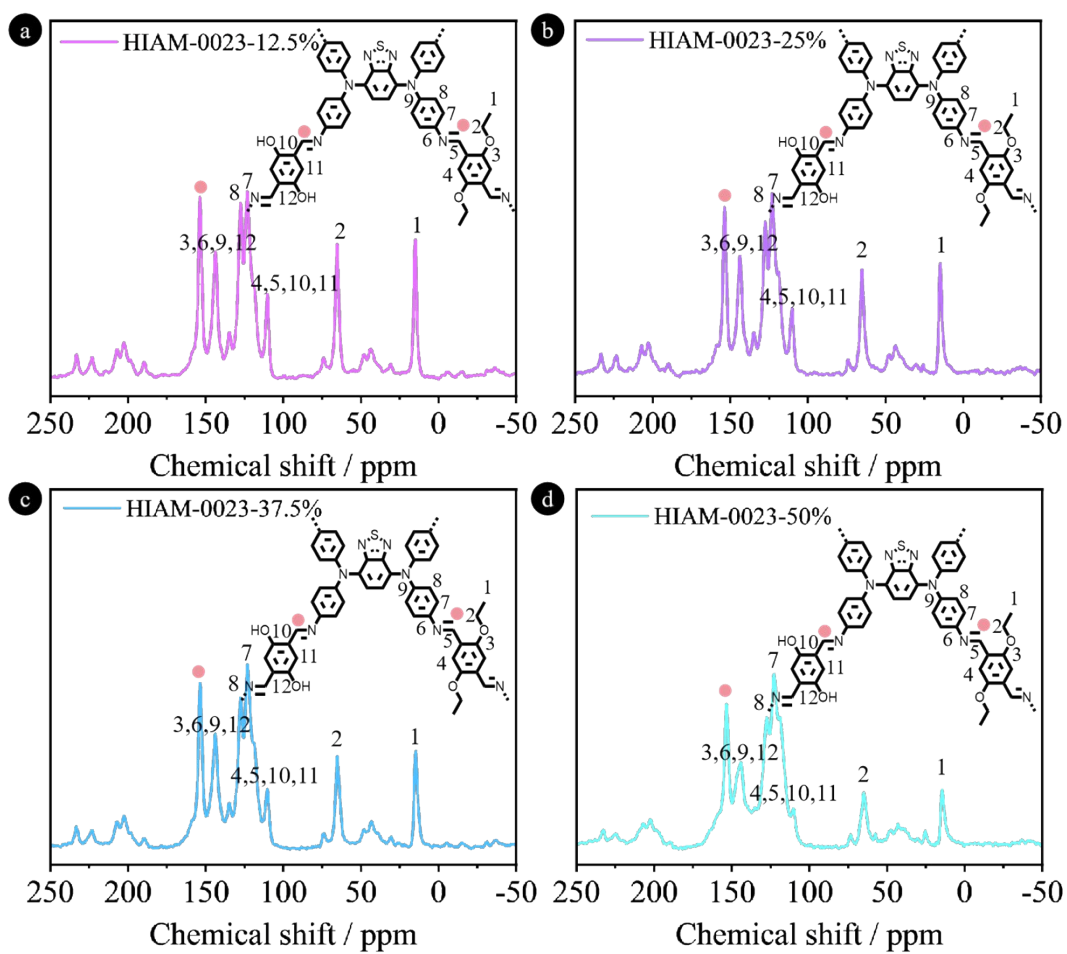 a
HIAM-0023-12.5%
S
N N
N N
9 8 7 1
2
O
3
6 N
5
4
O
N
HO 10
N
11
12 OH
N
7
8
3,6,9,12
4,5,10,11
2
1
250 200 150 100 50 0 -50
Chemical shift / ppm
b
HIAM-0023-25%
S
N N
N N
9 8 7 1
2
O
3
6 N
5
4
O
N
HO 10
N
11
12 OH
N
7
8
3,6,9,12
4,5,10,11
2
1
250 200 150 100 50 0 -50
Chemical shift / ppm
c
HIAM-0023-37.5%
S
N N
N N
9 8 7 1
2
O
3
6 N
5
4
O
N
HO 10
N
11
12 OH
N
7
8
3,6,9,12
4,5,10,11
2
1
250 200 150 100 50 0 -50
Chemical shift / ppm
d
HIAM-0023-50%
S
N N
N N
9 8 7 1
2
O
3
6 N
5
4
O
N
HO 10
N
11
12 OH
N
7
8
3,6,9,12
4,5,10,11
2
1
250 200 150 100 50 0 -50
Chemical shift / ppm